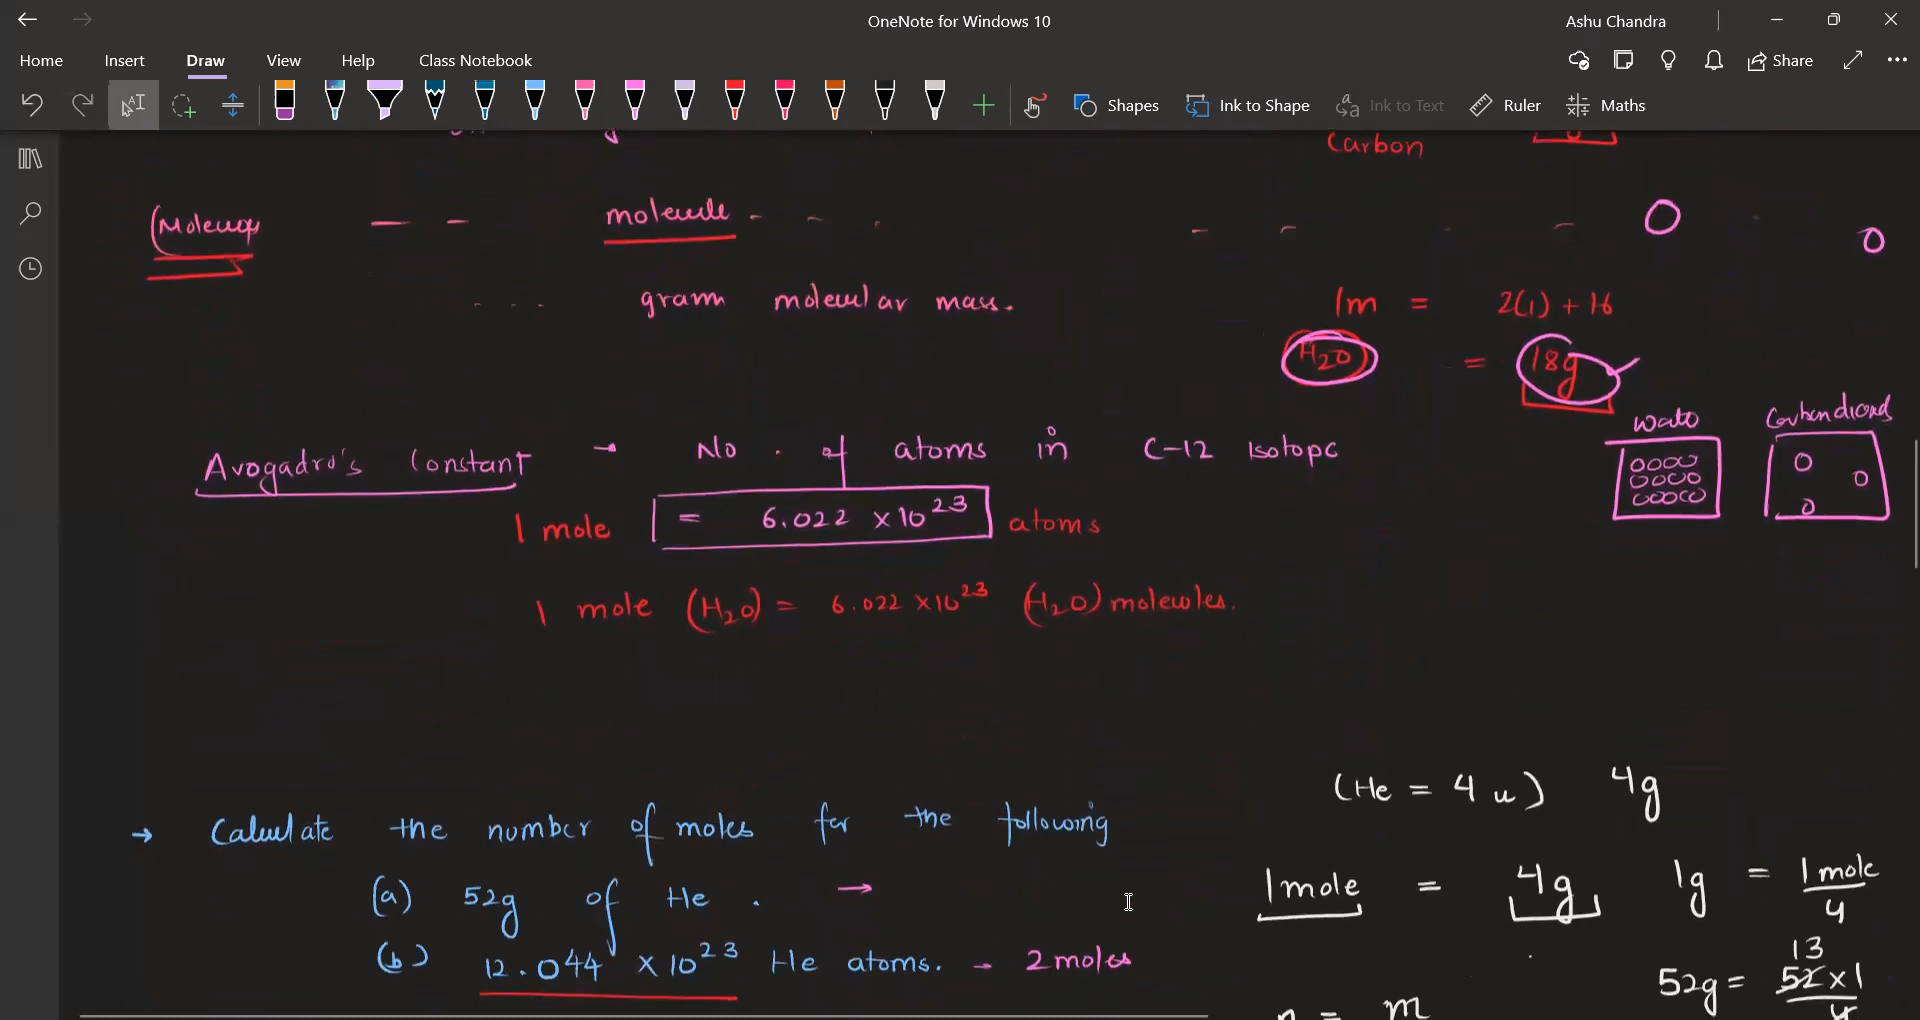 OneNote for Windows 10
Ashu Chandra
Home Insert Draw View Help Class Notebook
Share
Shapes Ink to Shape Ink to Text Ruler Maths
Carbon
molecule
gram molecular mass.
1m = 2(1) + 16
H2O = 18g
Avogadro's Constant → No. of atoms in C-12 Isotope
1 mole = 6.022 x 10^23 atoms
1 mole (H2O) = 6.022 x 10^23 (H2O) molecules.
(He = 4 u) 4g
→ Calculate the number of moles for the following
1 mole = 4g 1g = 1 mole / 4
(a) 52g of He. →
(b) 12.044 x 10^23 He atoms. - 2 moles
13
52g = 52 x 1 / 4
n = m